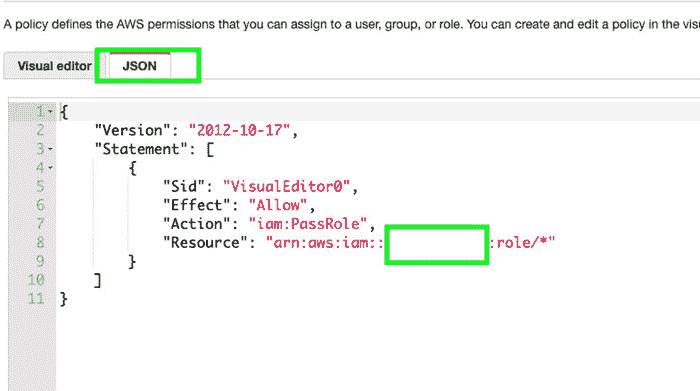 A policy defines the AWS permissions that you can assign to a user, group, or role. You can create and edit a policy in the
Visual editor JSON
1 {
2 "Version": "2012-10-17",
3 "Statement": [
4 {
5 "Sid": "VisualEditor0",
6 "Effect": "Allow",
7 "Action": "iam:PassRole",
8 "Resource": "arn:aws:iam:: :role/*"
9 }
10 ]
11 }